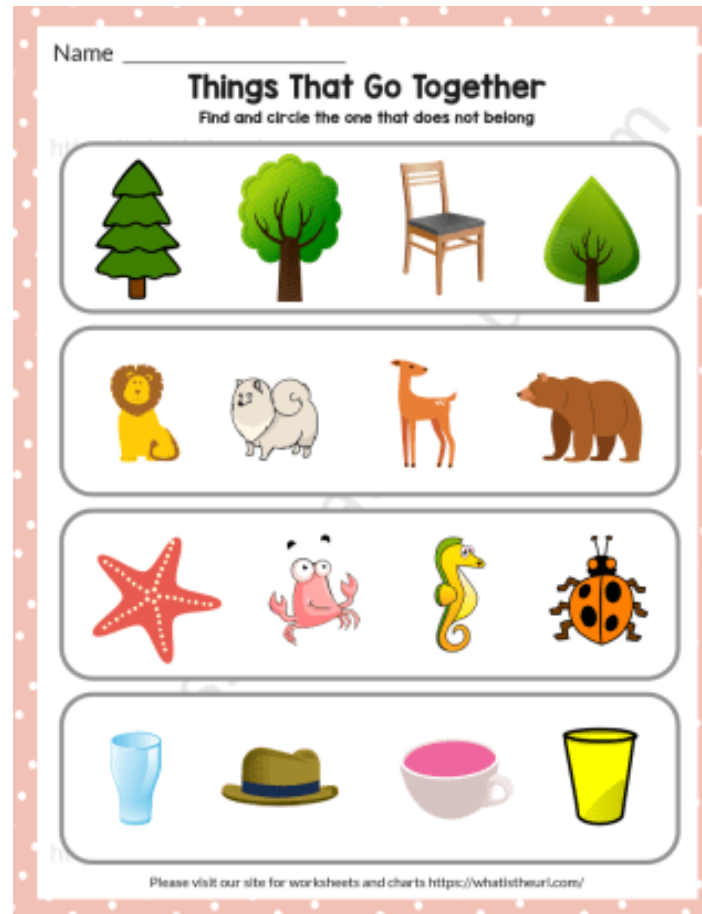 Name
Things That Go Together
Find and circle the one that does not belong
Please visit our site for worksheets and charts https://whatistheurl.com/